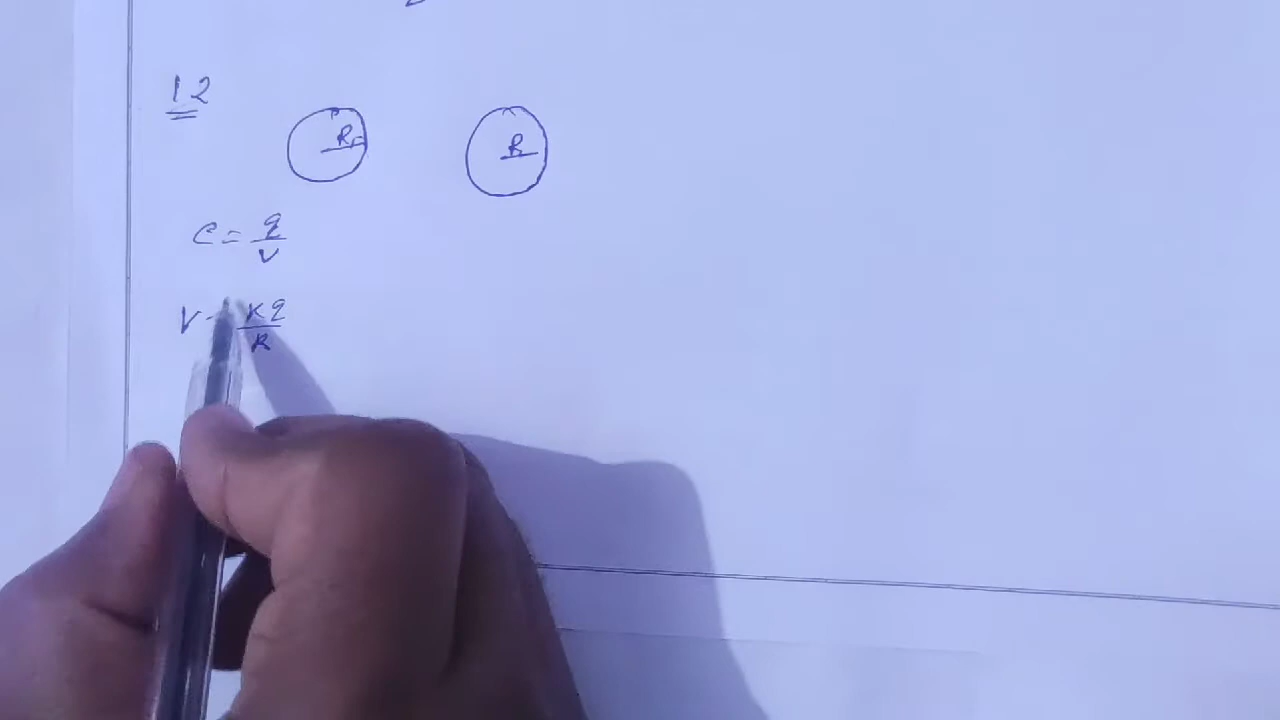 12
R R
C = q/V
V = Kq/R